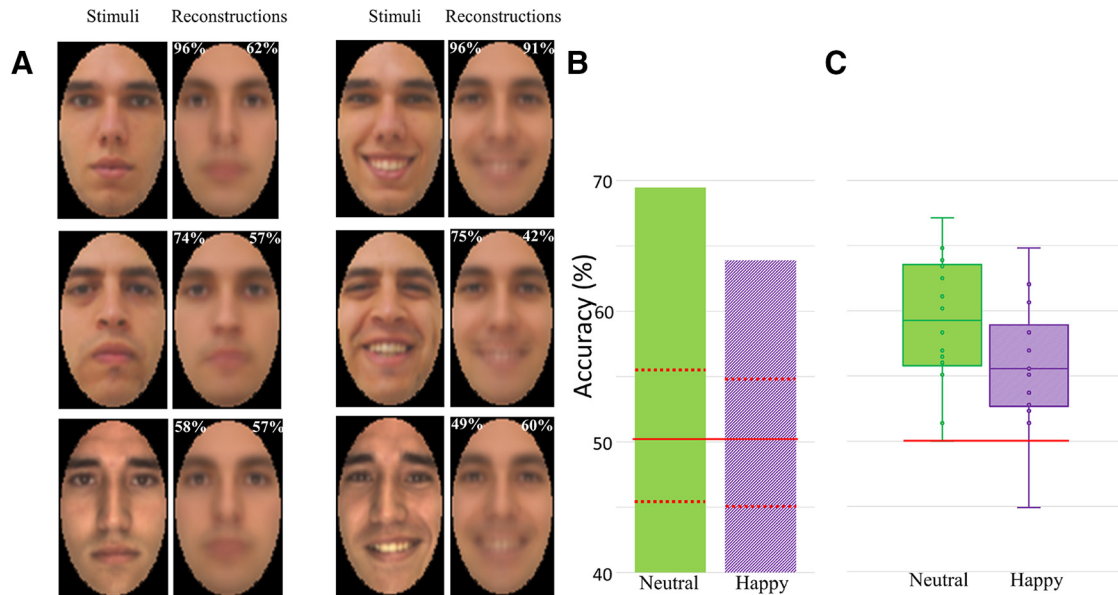 Stimuli Reconstructions Stimuli Reconstructions
A
96% 62% 96% 91%
74% 57% 75% 42%
58% 57% 49% 60%
B
Accuracy (%)
70
60
50
40
Neutral Happy
C
Neutral Happy